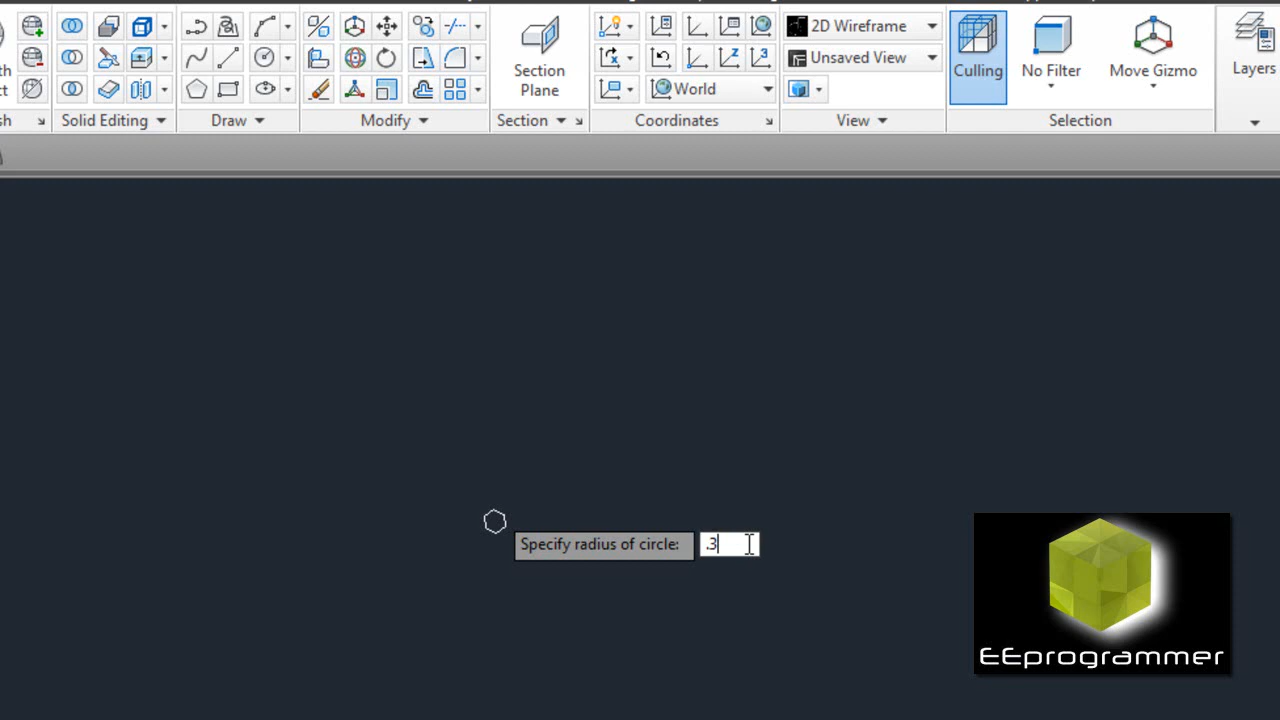 2D Wireframe
Unsaved View
World
Section
Plane
Culling
No Filter
Move Gizmo
Layers
th
ct
sh
Solid Editing
Draw
Modify
Section
Coordinates
View
Selection
Specify radius of circle: .3
EEprogrammer